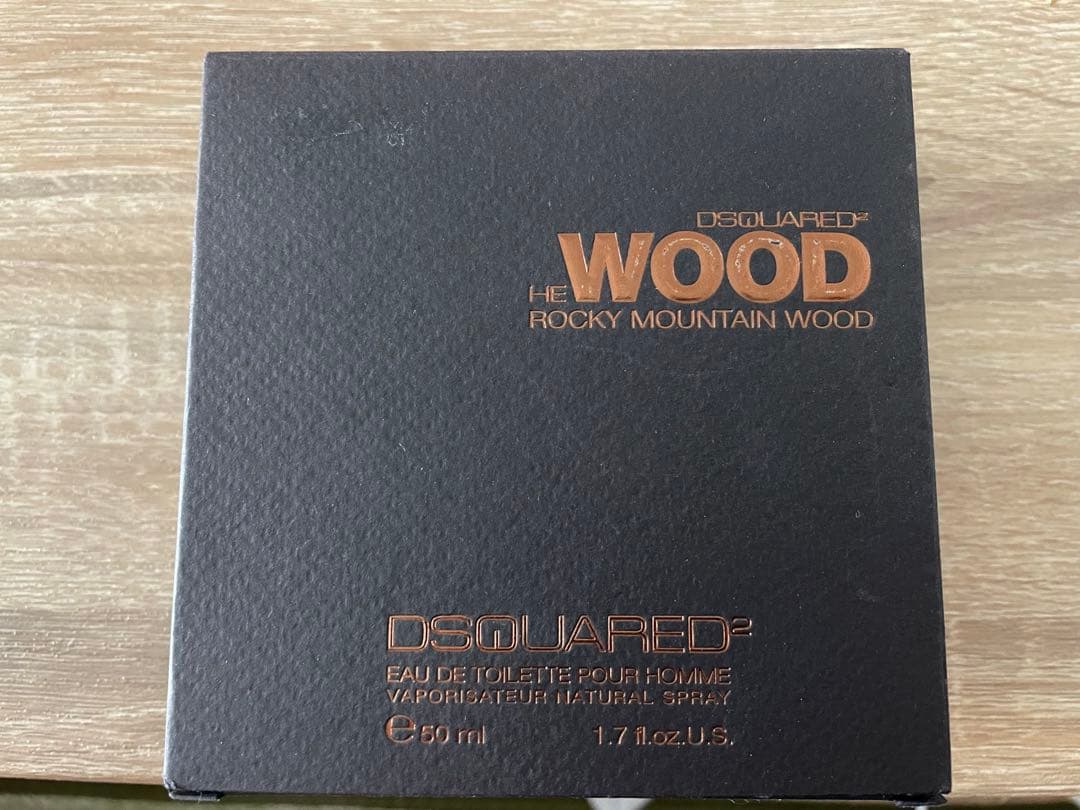 DSQUARED²
HE WOOD
ROCKY MOUNTAIN WOOD
DSQUARED²
EAU DE TOILETTE POUR HOMME
VAPORISATEUR NATURAL SPRAY
℮ 50 ml 1.7 fl.oz.U.S.